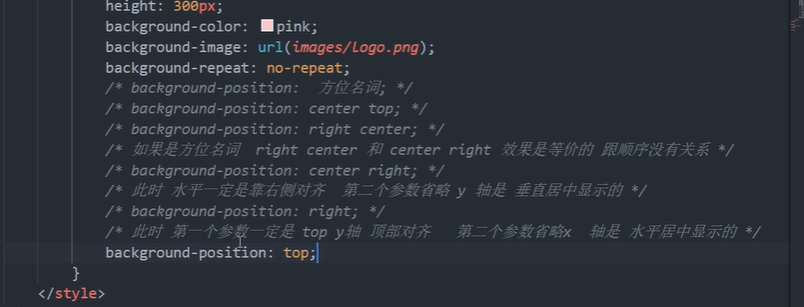 height: 300px;
background-color: pink;
background-image: url(images/logo.png);
background-repeat: no-repeat;
/* background-position:  方位名词; */
/* background-position: center top; */
/* background-position: right center; */
/* 如果是方位名词  right center 和 center right 效果是等价的 跟顺序没有关系 */
/* background-position: center right; */
/* 此时 水平一定是靠右侧对齐  第二个参数省略 y 轴是 垂直居中显示的 */
/* background-position: right; */
/* 此时 第一个参数一定是 top y轴 顶部对齐   第二个参数省略x  轴是 水平居中显示的 */
background-position: top;
}
</style>